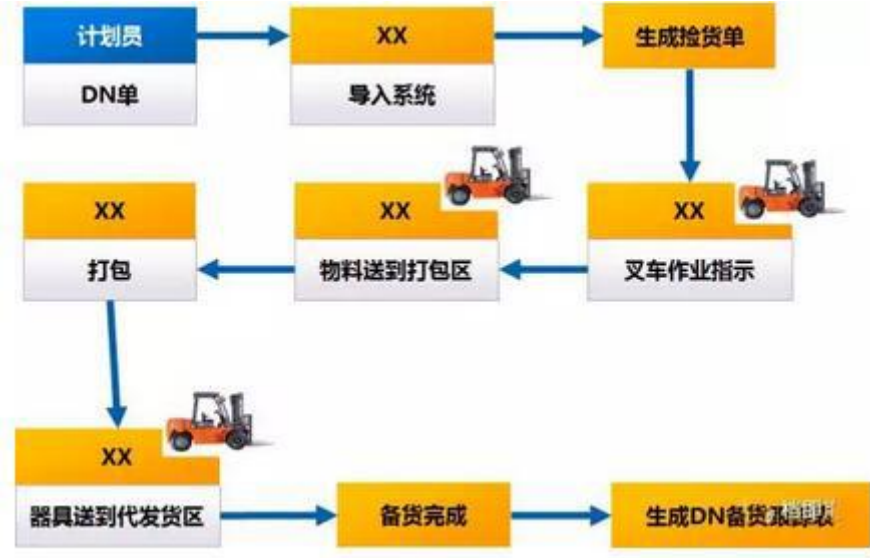 计划员
DN单
XX
导入系统
生成捡货单
XX
打包
XX
物料送到打包区
XX
叉车作业指示
XX
器具送到代发货区
备货完成
生成DN备货